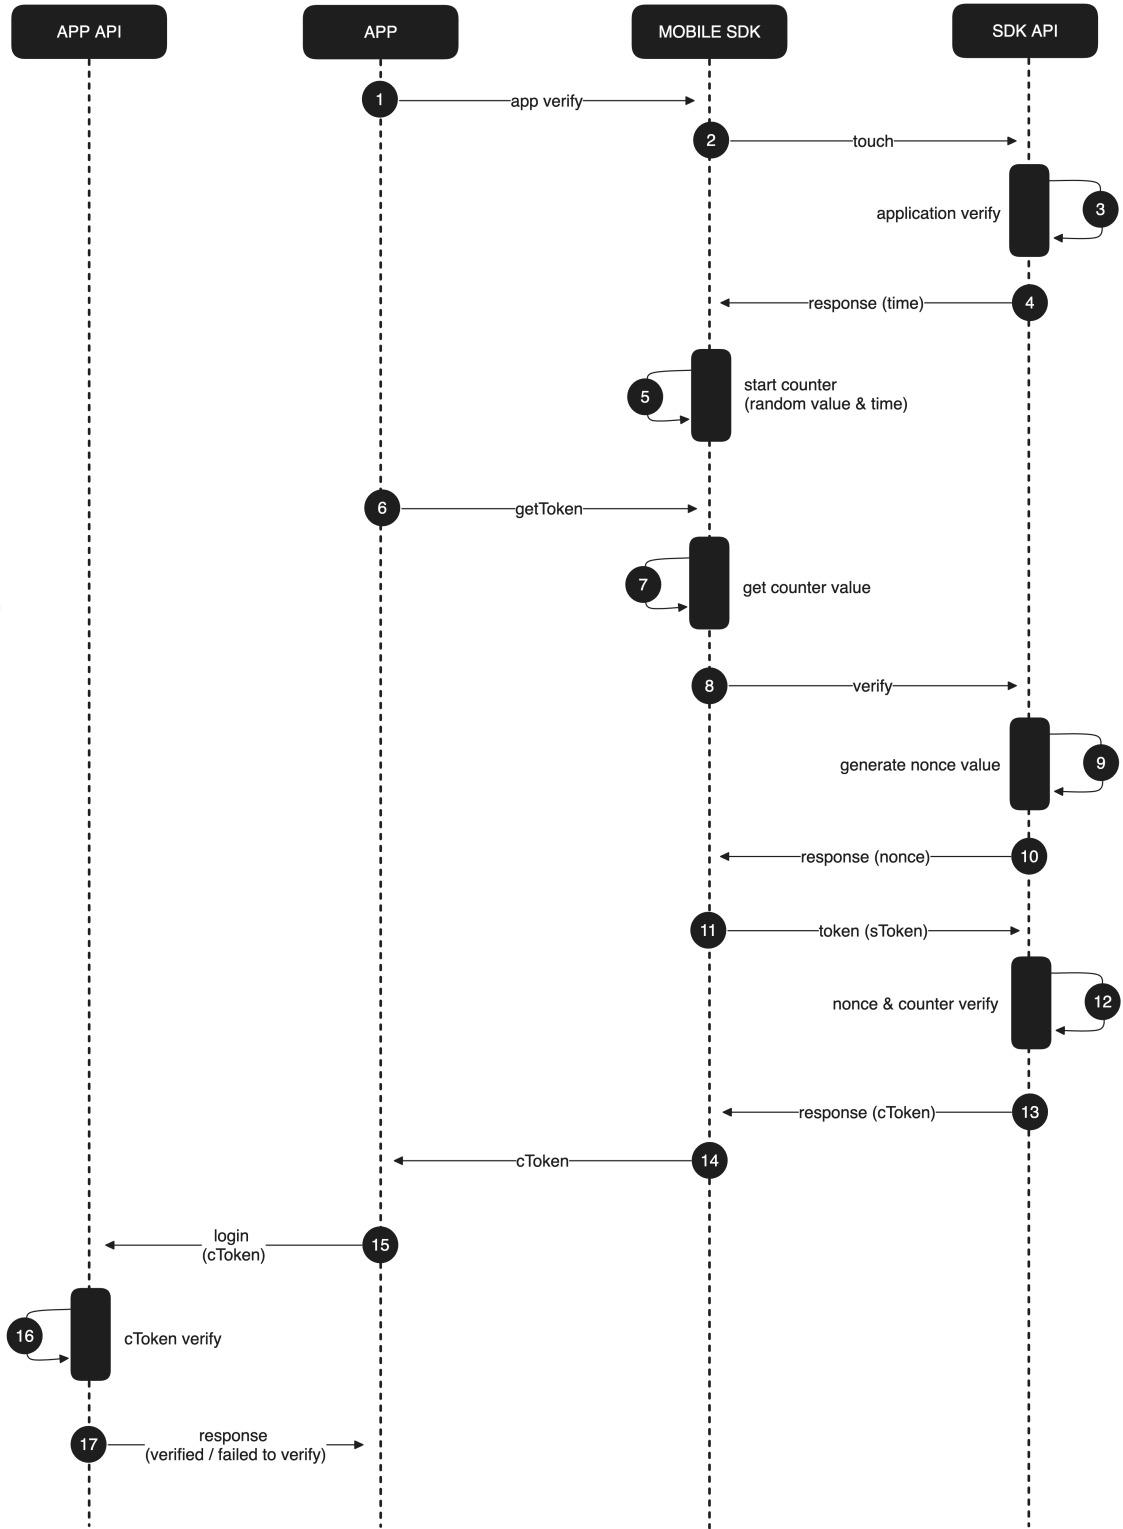 APP API
APP
MOBILE SDK
SDK API
1
app verify
2
touch
application verify
3
response (time)
4
5
start counter
(random value & time)
6
getToken
7
get counter value
8
verify
generate nonce value
9
response (nonce)
10
11
token (sToken)
nonce & counter verify
12
response (cToken)
13
cToken
14
login
(cToken)
15
16
cToken verify
17
response
(verified / failed to verify)